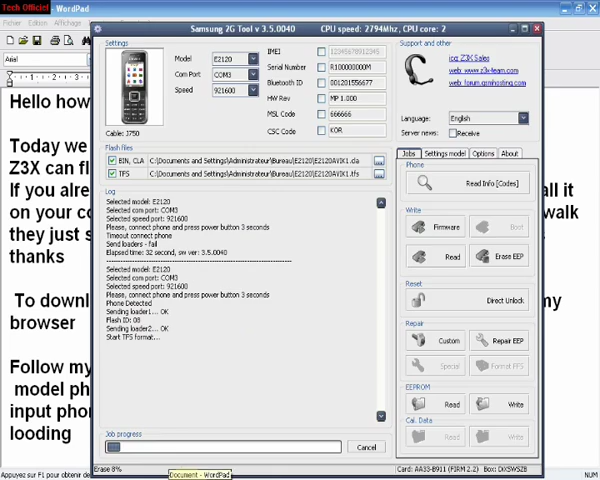 Tech Officiel
- WordPad
Fichier Edition Affichage
Arial
Samsung 2G Tool v 3.5.0040 CPU speed: 2794Mhz, CPU core: 2
Settings
Model E2120
Com Port COM3
Speed 921600
Cable: J750
IMEI 12345678912345
Serial Number R100000000M
Bluetooth ID 001201556677
HW Rev MP 1.000
MSL Code 666666
CSC Code KOR
Support and other
icq: Z3X Sales
web: www.z3x-team.com
web: forum.gsmhosting.com
Language: English
Server news: Receive
Flash files
BIN, CLA C:\Documents and Settings\Administrateur\Bureau\E2120\E2120AVIK1.cla
TFS C:\Documents and Settings\Administrateur\Bureau\E2120\E2120AVIK1.tfs
Log
Selected model: E2120
Selected com port: COM3
Selected speed port: 921600
Please, connect phone and press power button 3 seconds
Timeout connect phone
Send loaders - fail
Elapsed time: 32 second, sw ver: 3.5.0040
--------------------------------------------------------------
Selected model: E2120
Selected com port: COM3
Selected speed port: 921600
Please, connect phone and press power button 3 seconds
Phone Detected
Sending loader1... OK
Flash ID: 08
Sending loader2... OK
Start TFS format...
Jobs Settings model Options About
Phone
Read Info [Codes]
Write
Firmware Boot
Read Erase EEP
Reset
Direct Unlock
Repair
Custom Repair EEP
Special Format FFS
EEPROM
Read Write
Cal. Data
Read Write
Job progress
Cancel
Erase 8% Card: AA33-B911 (FIRM 2.2) Box: DIXSWSZB
Hello how
Today we
Z3X can fl
If you alre all it
on your co walk
they just s
thanks
To downl my
browser
Follow my
model ph
input phon
looding
Appuyez sur F1 pour obtenir de
Document - WordPad
NUM